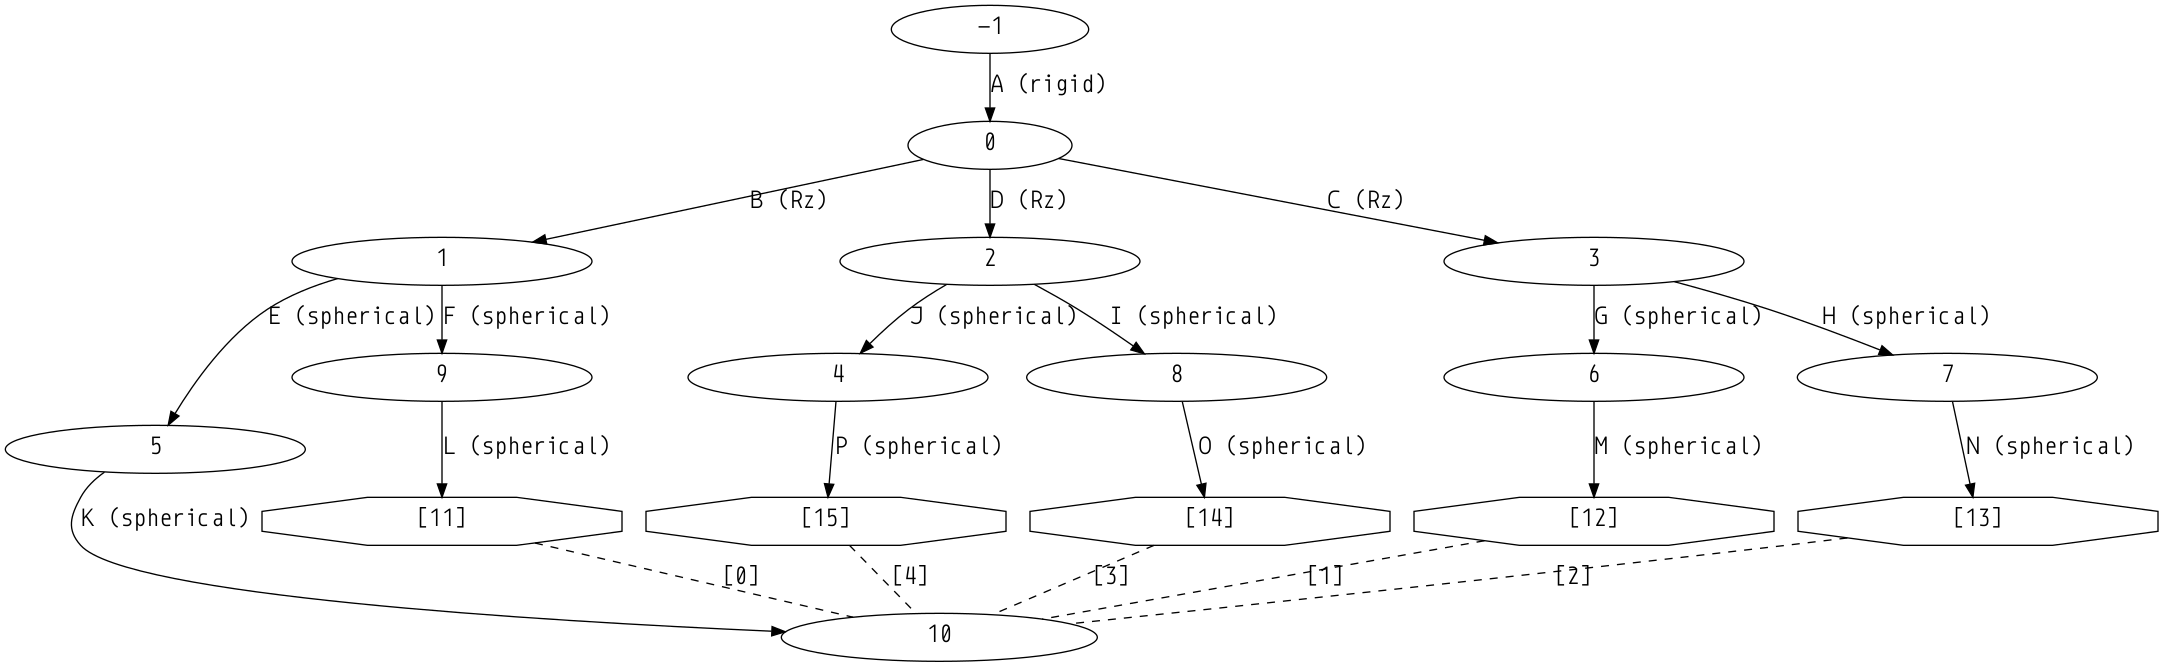 −1
A (rigid)
0
B (Rz)
D (Rz)
C (Rz)
1
2
3
E (spherical)
F (spherical)
J (spherical)
I (spherical)
G (spherical)
H (spherical)
9
4
8
6
7
5
L (spherical)
P (spherical)
O (spherical)
M (spherical)
N (spherical)
K (spherical)
[11]
[15]
[14]
[12]
[13]
[0]
[4]
[3]
[1]
[2]
10